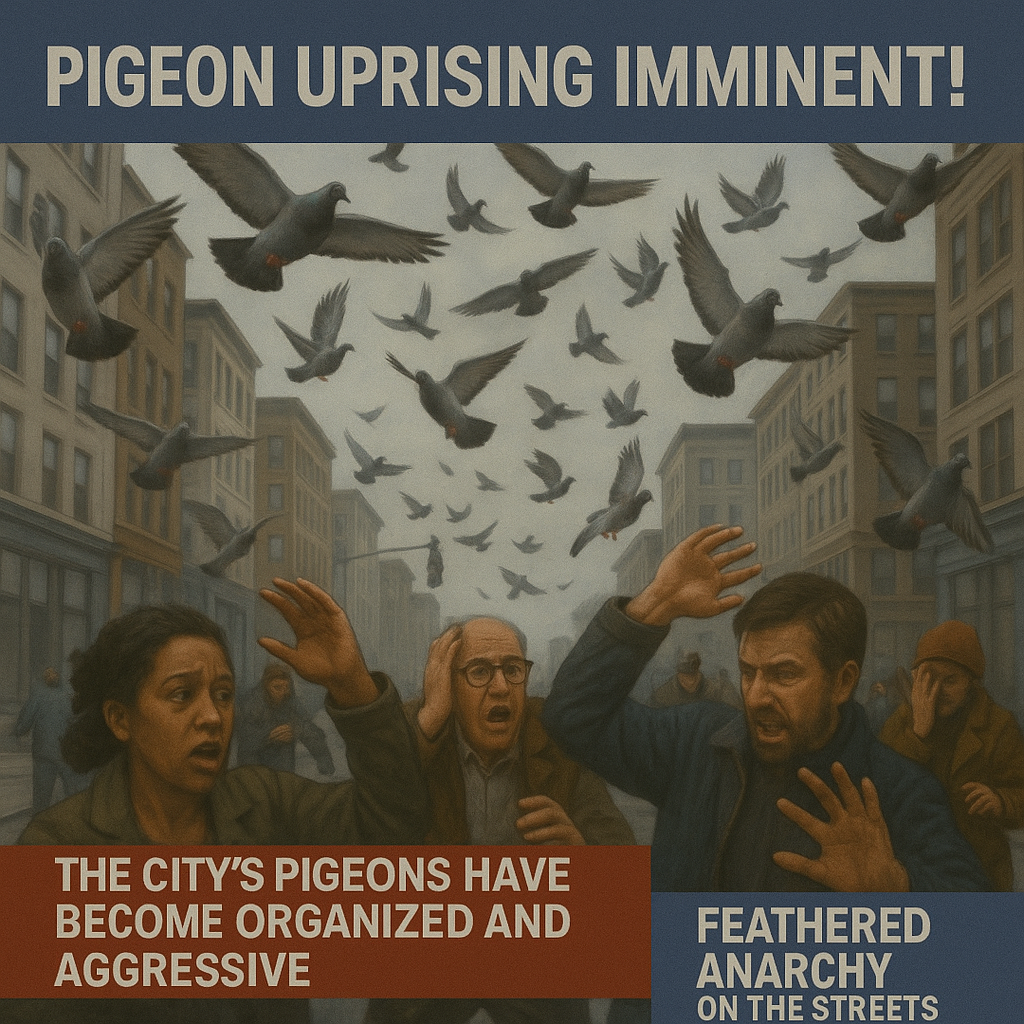 PIGEON UPRISING IMMINENT!
THE CITY'S PIGEONS HAVE
BECOME ORGANIZED AND
AGGRESSIVE
FEATHERED
ANARCHY
ON THE STREETS